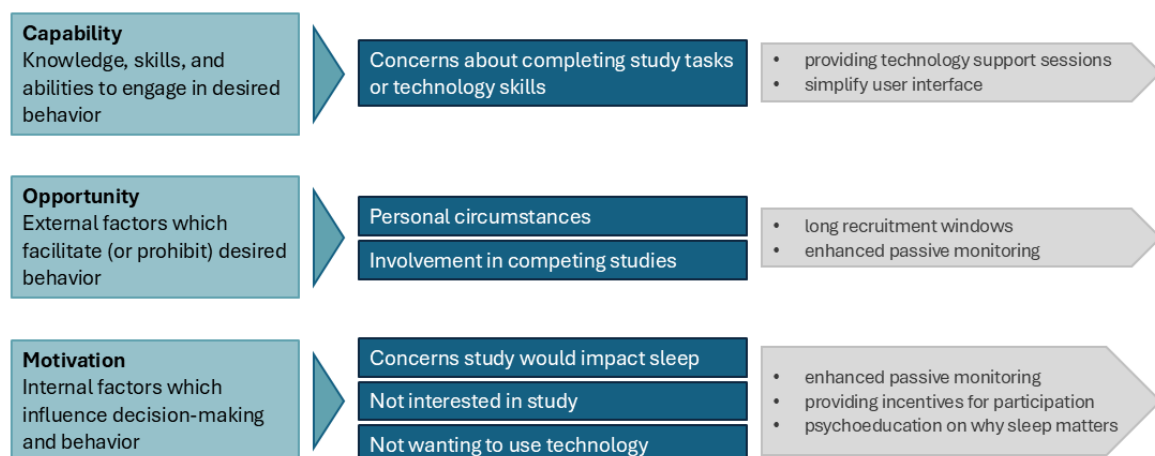 Capability
Knowledge, skills, and
abilities to engage in desired
behavior
Concerns about completing study tasks
or technology skills
• providing technology support sessions
• simplify user interface
Opportunity
External factors which
facilitate (or prohibit) desired
behavior
Personal circumstances
Involvement in competing studies
• long recruitment windows
• enhanced passive monitoring
Motivation
Internal factors which
influence decision-making
and behavior
Concerns study would impact sleep
Not interested in study
Not wanting to use technology
• enhanced passive monitoring
• providing incentives for participation
• psychoeducation on why sleep matters